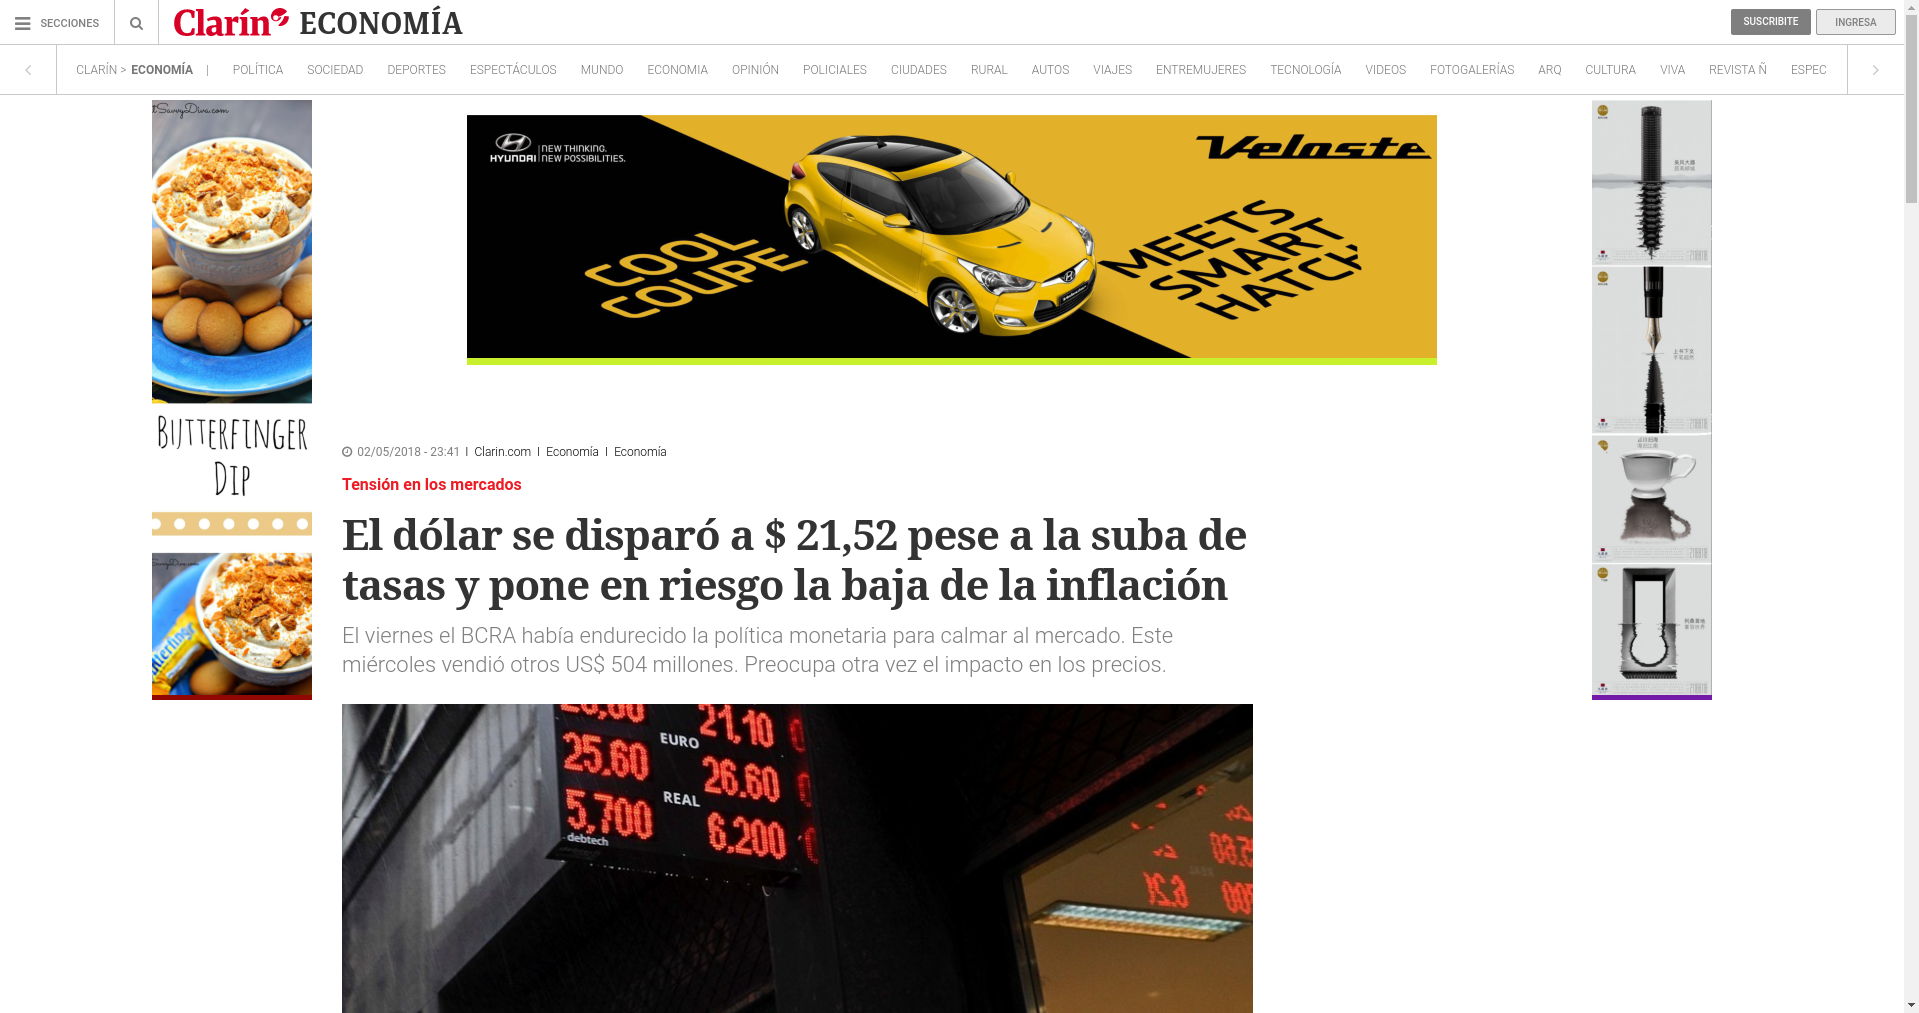 SECCIONES
Clarín ECONOMÍA
SUSCRIBITE
INGRESA
CLARÍN > ECONOMÍA | POLÍTICA SOCIEDAD DEPORTES ESPECTÁCULOS MUNDO ECONOMIA OPINIÓN POLICIALES CIUDADES RURAL AUTOS VIAJES ENTREMUJERES TECNOLOGÍA VIDEOS FOTOGALERÍAS ARQ CULTURA VIVA REVISTA Ñ ESPEC
tSavvyDiva.com
BUTTERFINGER
DIP
SavvyDiva.com
HYUNDAI
NEW THINKING.
NEW POSSIBILITIES.
Veloster
COOL
COUPE
MEETS
SMART
HATCH
02/05/2018 - 23:41 I Clarin.com I Economía I Economía
Tensión en los mercados
El dólar se disparó a $ 21,52 pese a la suba de
tasas y pone en riesgo la baja de la inflación
El viernes el BCRA había endurecido la política monetaria para calmar al mercado. Este
miércoles vendió otros US$ 504 millones. Preocupa otra vez el impacto en los precios.
21,10
EURO
25.60 26.60
REAL
5,700 6,200
debtech